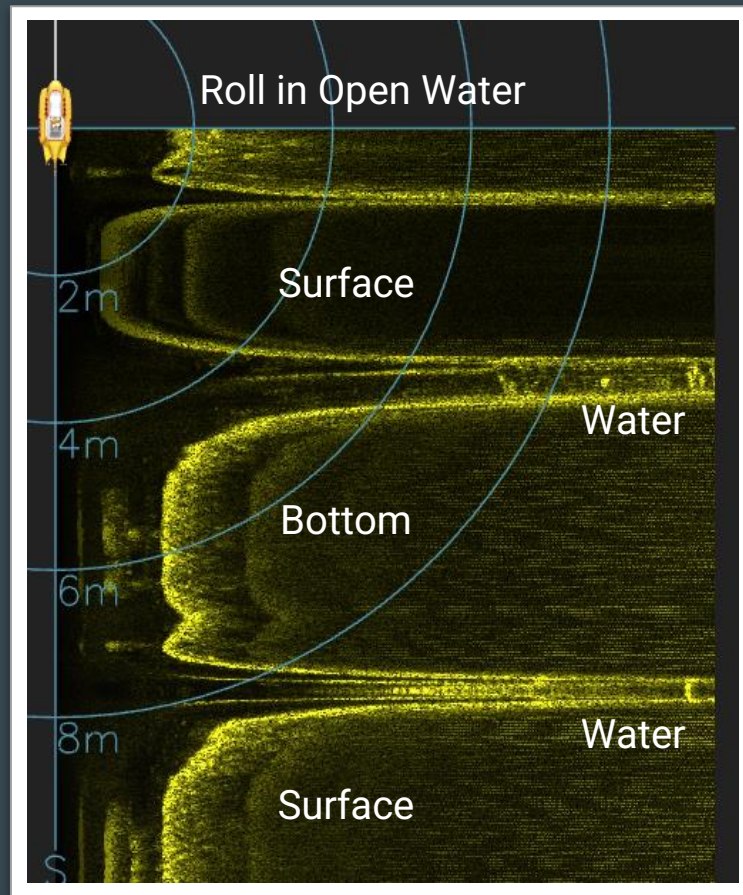 Roll in Open Water
Surface
2m
Water
4m
Bottom
6m
Water
8m
Surface
S